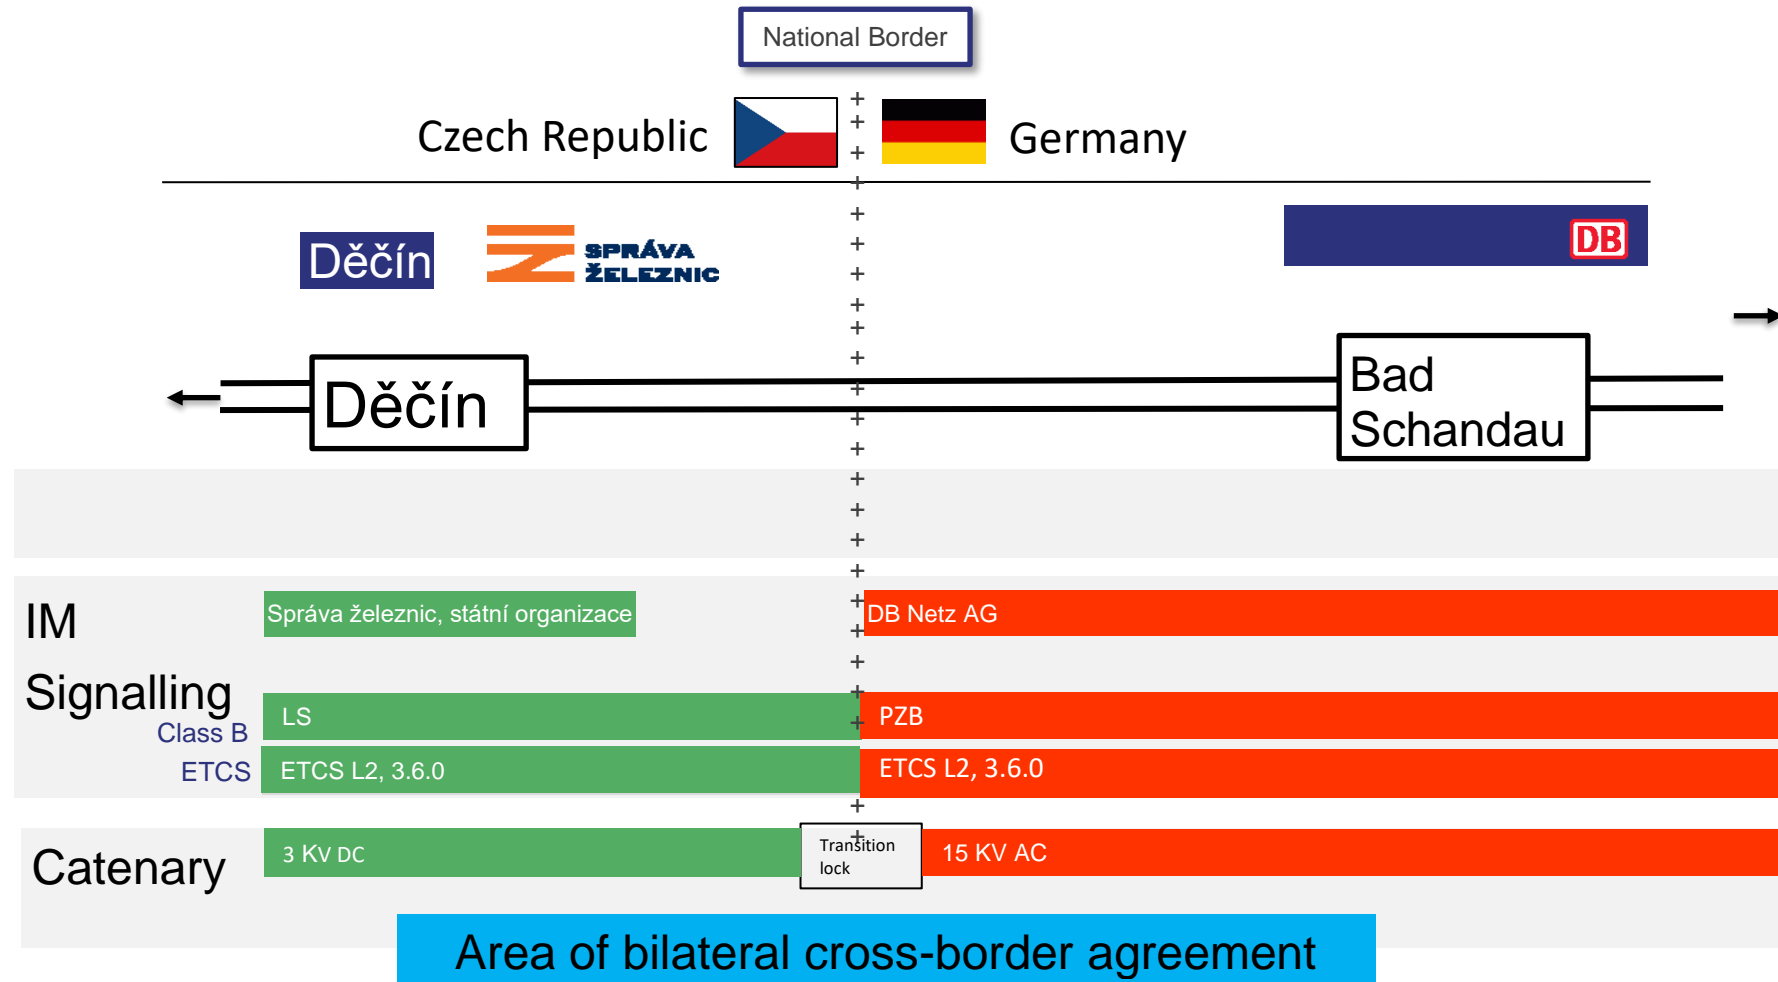 National Border
Czech Republic
Germany
Děčín
SPRÁVA
ŽELEZNIC
DB
Děčín
Bad
Schandau
IM
Správa železnic, státní organizace
DB Netz AG
Signalling
Class B
LS
PZB
ETCS
ETCS L2, 3.6.0
ETCS L2, 3.6.0
Catenary
3 KV DC
Transition
lock
15 KV AC
Area of bilateral cross-border agreement